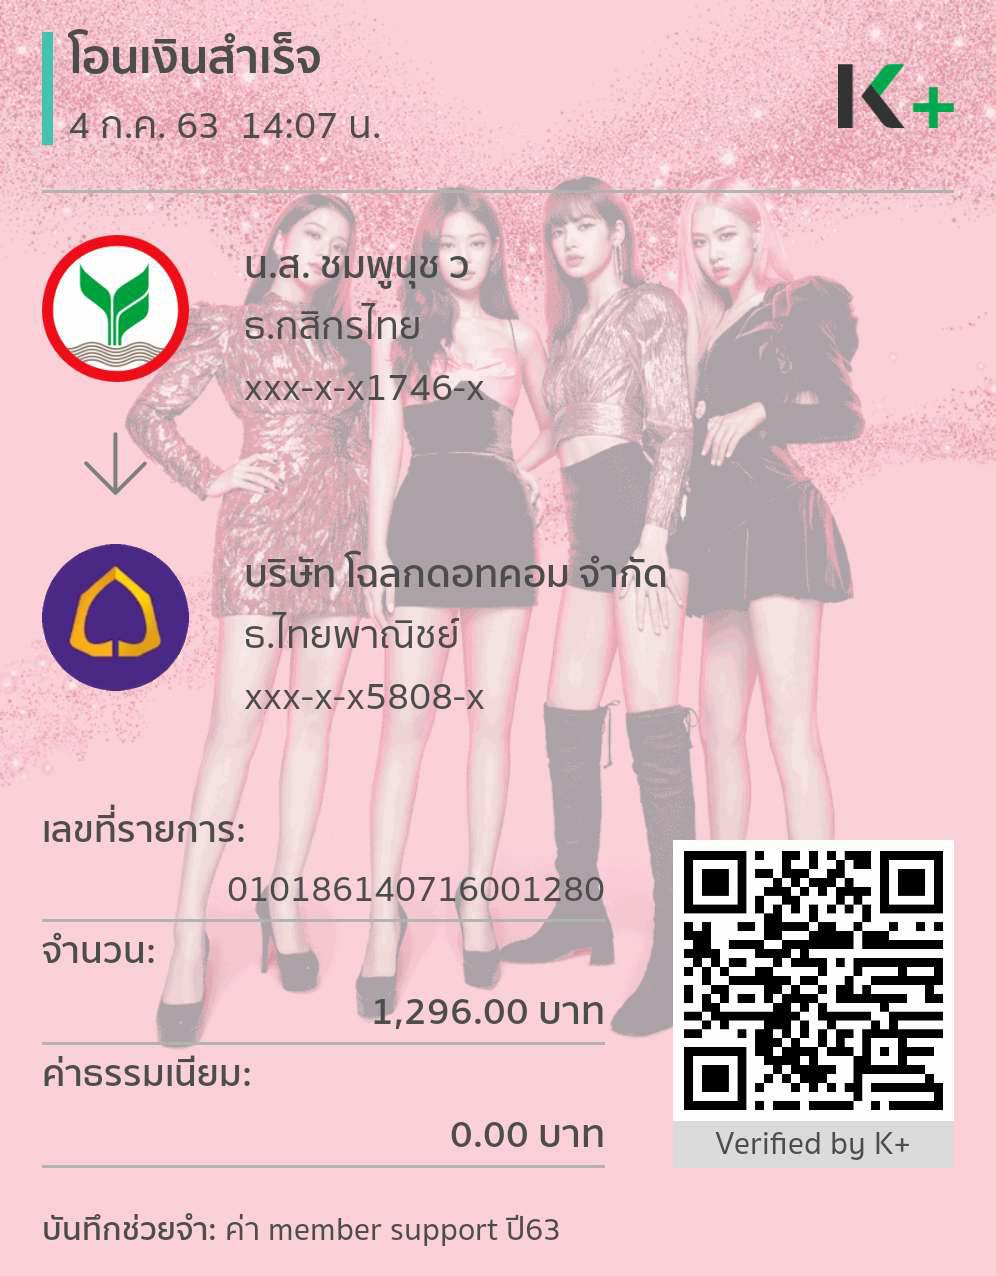 โอนเงินสำเร็จ
4 ก.ค. 63 14:07 น.
K+
น.ส. ชมพูนุช ว
ธ.กสิกรไทย
xxx-x-x1746-x
บริษัท โฉลกดอทคอม จำกัด
ธ.ไทยพาณิชย์
xxx-x-x5808-x
เลขที่รายการ:
010186140716001280
จำนวน:
1,296.00 บาท
ค่าธรรมเนียม:
0.00 บาท
Verified by K+
บันทึกช่วยจำ: ค่า member support ปี63